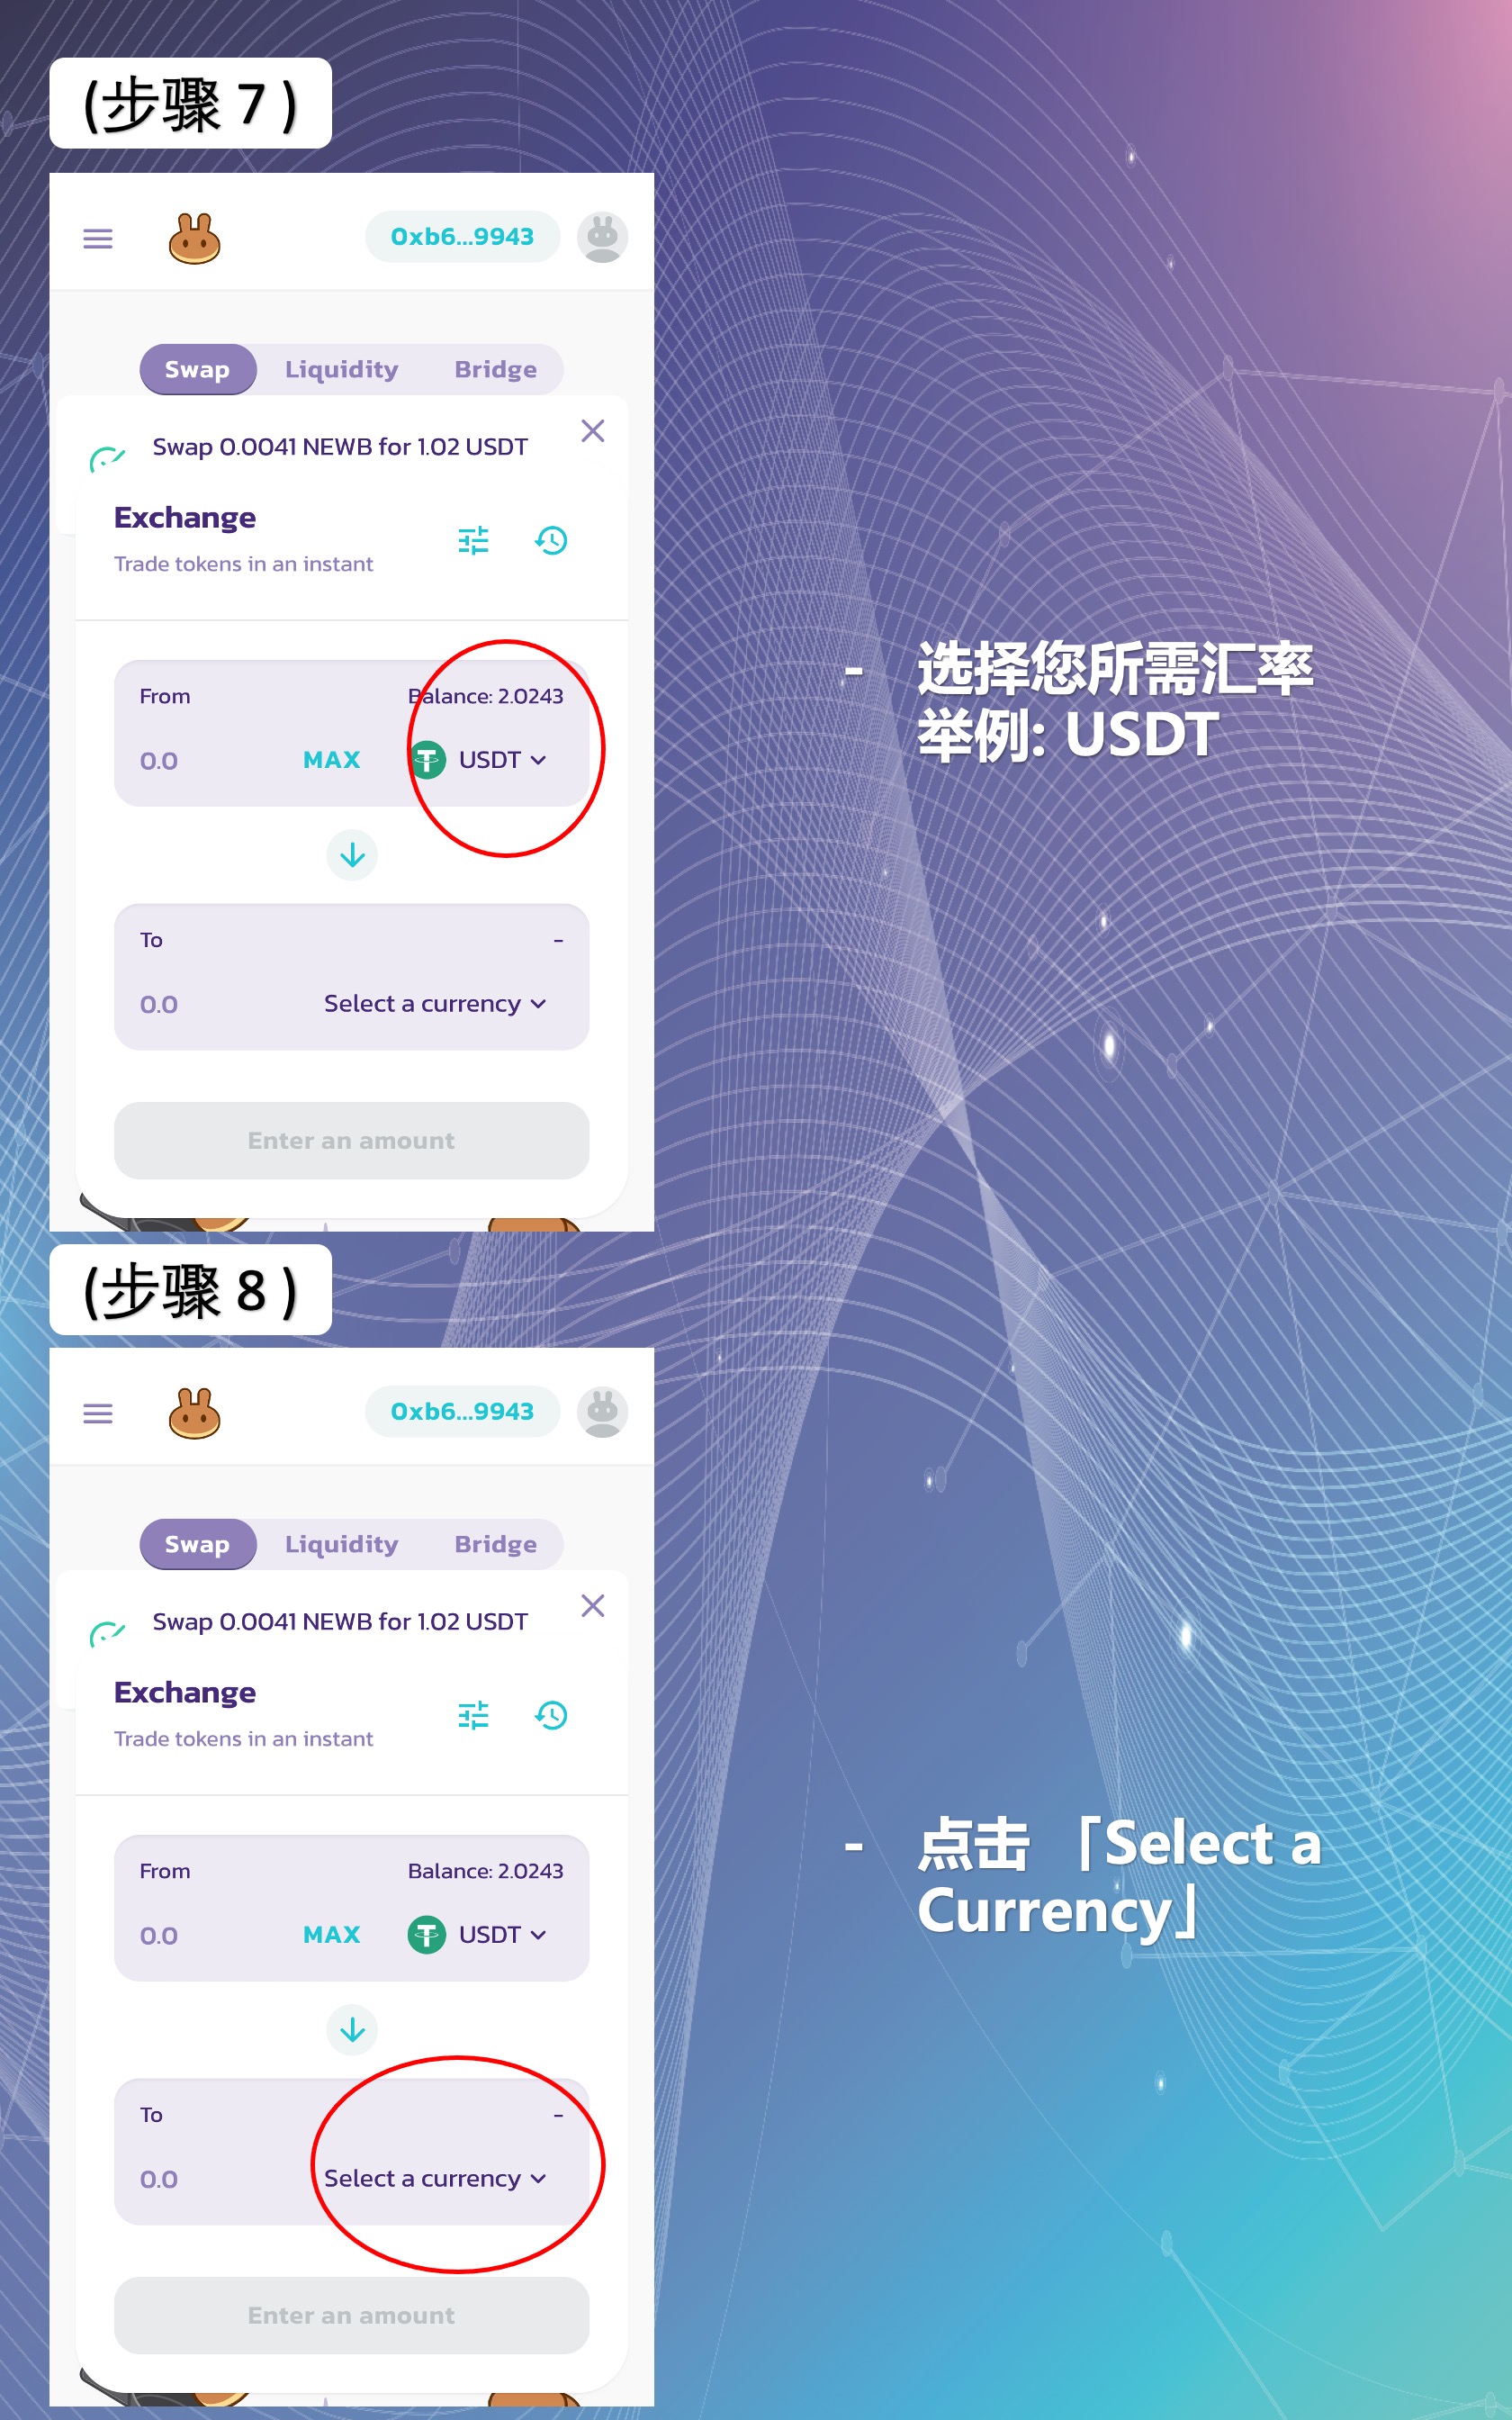 (步骤 7 )
0xb6...9943
Swap Liquidity Bridge
Swap 0.0041 NEWB for 1.02 USDT
Exchange
Trade tokens in an instant
From Balance: 2.0243
0.0 MAX USDT
To -
0.0 Select a currency
Enter an amount
- 选择您所需汇率
举例: USDT
(步骤 8 )
0xb6...9943
Swap Liquidity Bridge
Swap 0.0041 NEWB for 1.02 USDT
Exchange
Trade tokens in an instant
From Balance: 2.0243
0.0 MAX USDT
To -
0.0 Select a currency
Enter an amount
- 点击 「Select a
Currency」